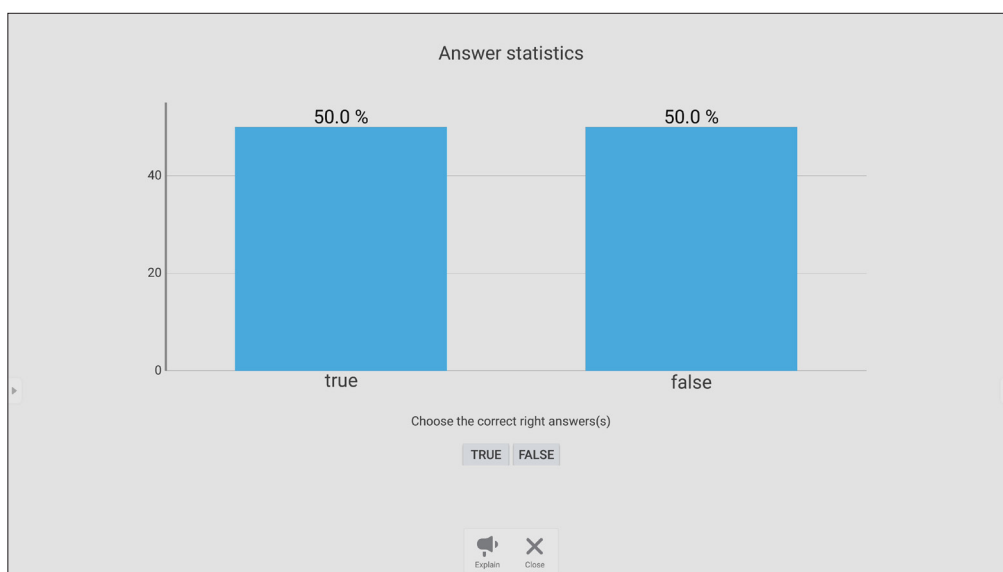 Answer statistics
50.0 % 50.0 %
40
20
0
true false
Choose the correct right answers(s)
TRUE FALSE
Explain Close